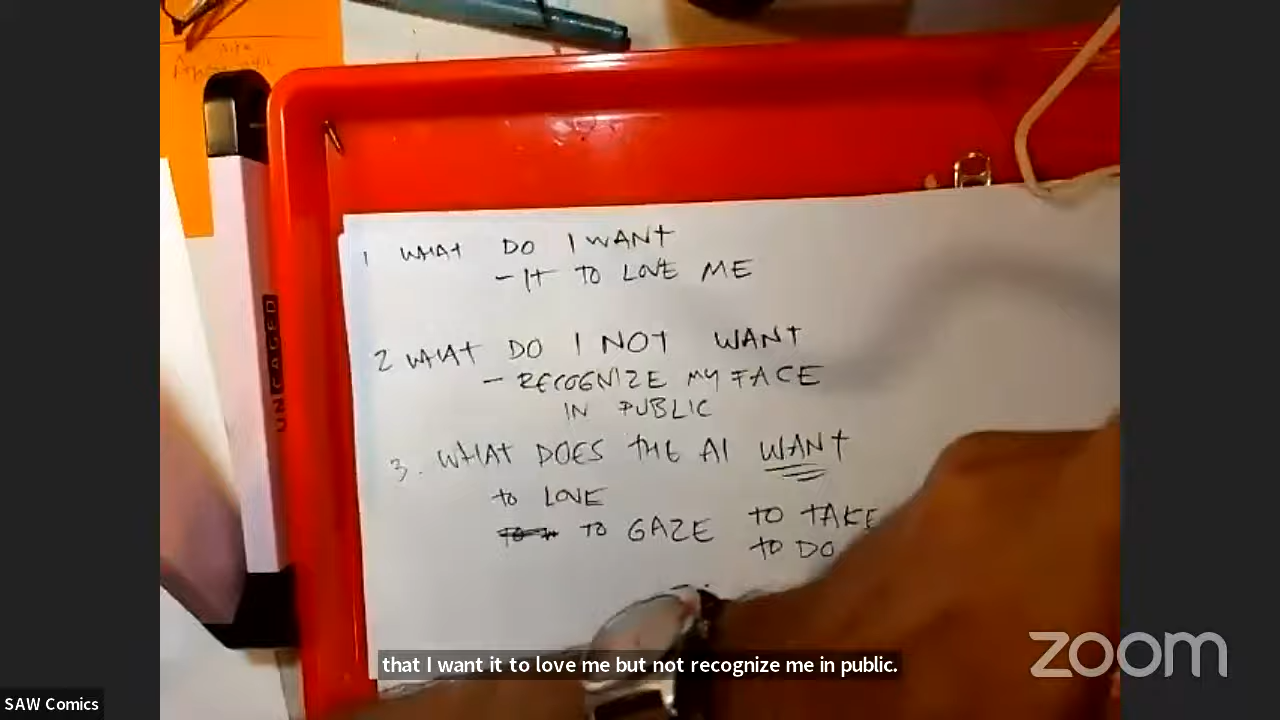 1 WHAT DO I WANT
- IT TO LOVE ME
2 WHAT DO I NOT WANT
- RECOGNIZE MY FACE
IN PUBLIC
3. WHAT DOES THE AI WANT
to LOVE
TO GAZE TO TAKE
TO DO
UNCAGED
that I want it to love me but not recognize me in public.
zoom
SAW Comics